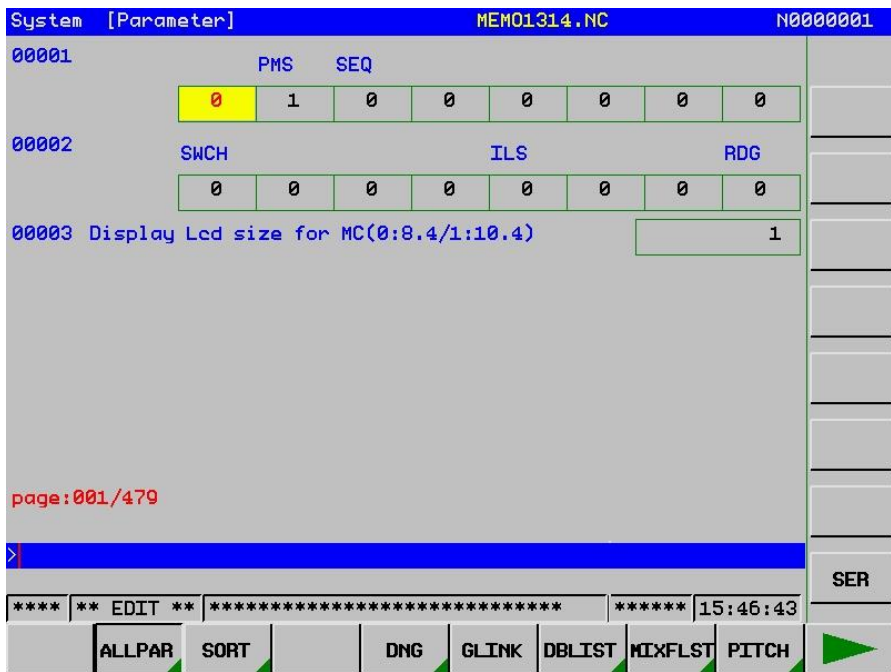 System [Parameter] MEMO1314.NC N0000001
00001 PMS SEQ
0 1 0 0 0 0 0 0
00002 SWCH ILS RDG
0 0 0 0 0 0 0 0
00003 Display Lcd size for MC(0:8.4/1:10.4) 1
page:001/479
>
SER
**** ** EDIT ** ****************************** ****** 15:46:43
ALLPAR SORT DNG GLINK DBLIST MIXFLST PITCH